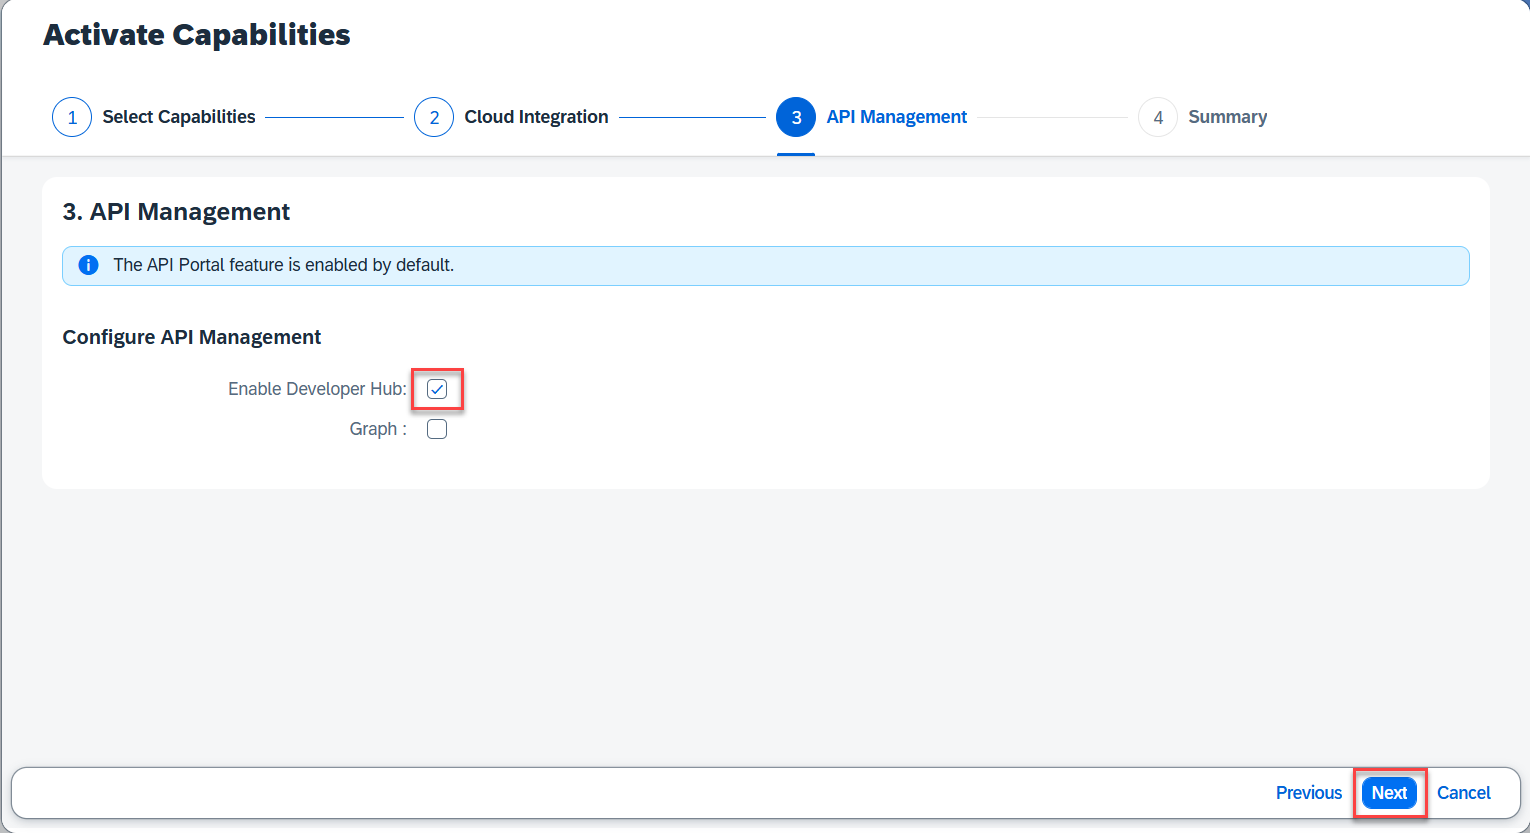 Activate Capabilities
1 Select Capabilities 2 Cloud Integration 3 API Management 4 Summary
3. API Management
The API Portal feature is enabled by default.
Configure API Management
Enable Developer Hub:
Graph :
Previous Next Cancel